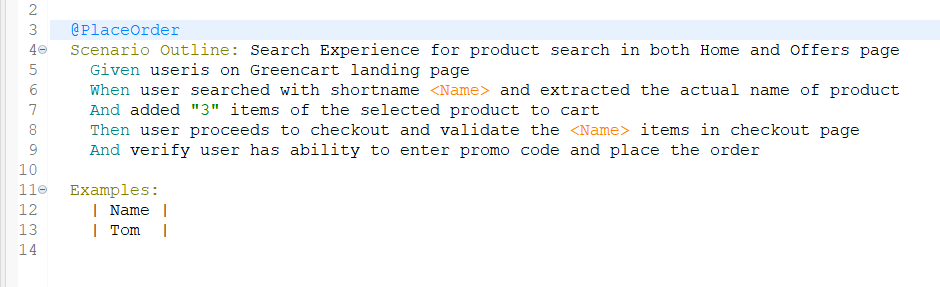 2
3 @PlaceOrder
4 Scenario Outline: Search Experience for product search in both Home and Offers page
5 Given useris on Greencart landing page
6 When user searched with shortname <Name> and extracted the actual name of product
7 And added "3" items of the selected product to cart
8 Then user proceeds to checkout and validate the <Name> items in checkout page
9 And verify user has ability to enter promo code and place the order
10
11 Examples:
12 | Name |
13 | Tom |
14